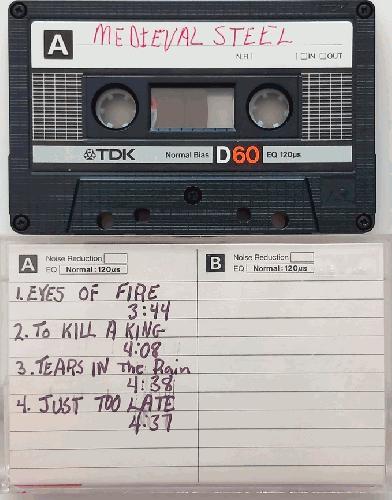 A MEDIEVAL STEEL
N.R. IN OUT
TDK Normal Bias D60 EQ 120µs
A Noise Reduction
EQ Normal: 120µs
1. EYES OF FIRE
3:44
2. To KILL A KING
4:08
3. TEARS IN The Rain
4:38
4. JUST TOO LATE
4:37
B Noise Reduction
EQ Normal: 120µs